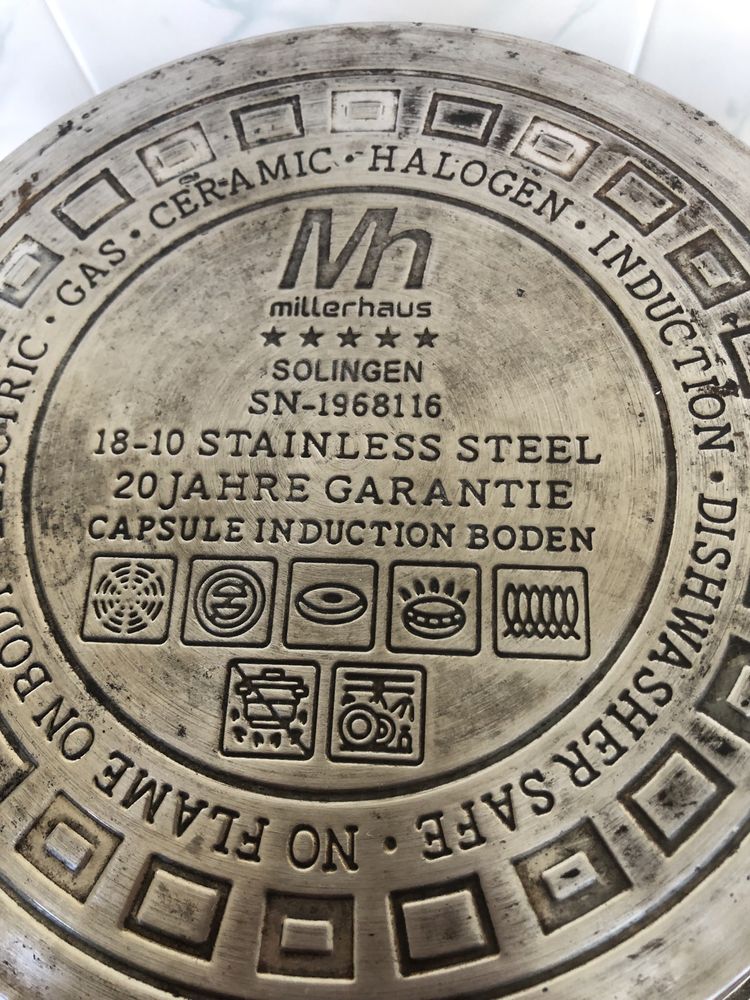 Mh
millerhaus
SOLINGEN
SN-1968116
18-10 STAINLESS STEEL
20 JAHRE GARANTIE
CAPSULE INDUCTION BODEN
GAS · CERAMIC · HALOGEN · INDUCTION · DISHWASHER SAFE · NO FLAME ON BODY